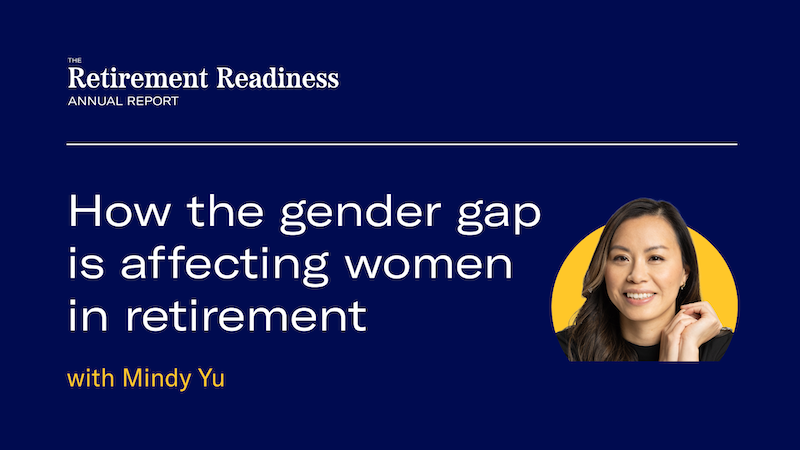 THE
Retirement Readiness
ANNUAL REPORT
How the gender gap
is affecting women
in retirement
with Mindy Yu